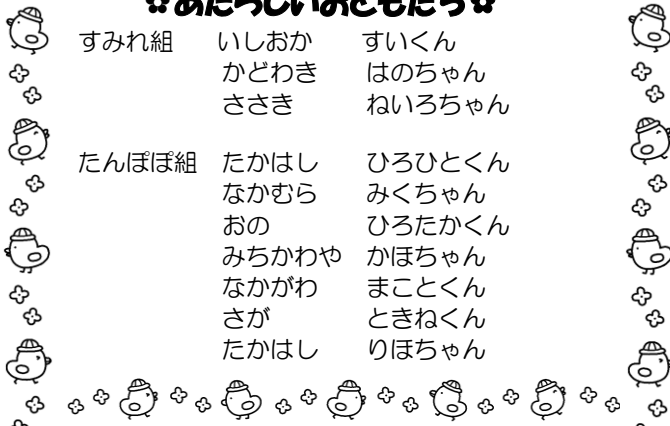 ✿あたらしいおともだち✿
すみれ組 いしおか すいくん
かどわき はのちゃん
ささき ねいろちゃん
たんぽぽ組 たかはし ひろひとくん
なかむら みくちゃん
おの ひろたかくん
みちかわや かほちゃん
なかがわ まことくん
さが ときねくん
たかはし りほちゃん